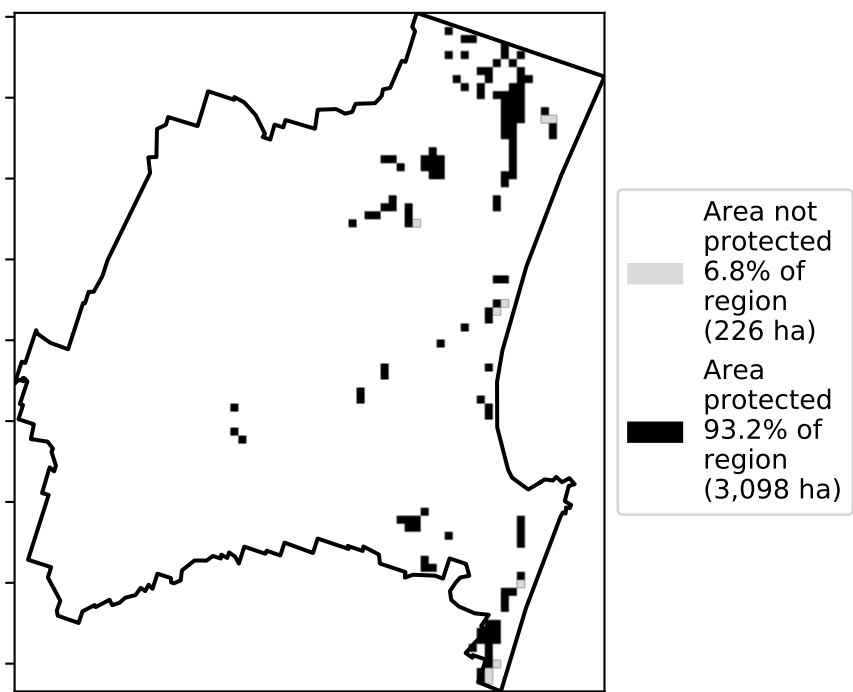 Area not
protected
6.8% of
region
(226 ha)
Area
protected
93.2% of
region
(3,098 ha)